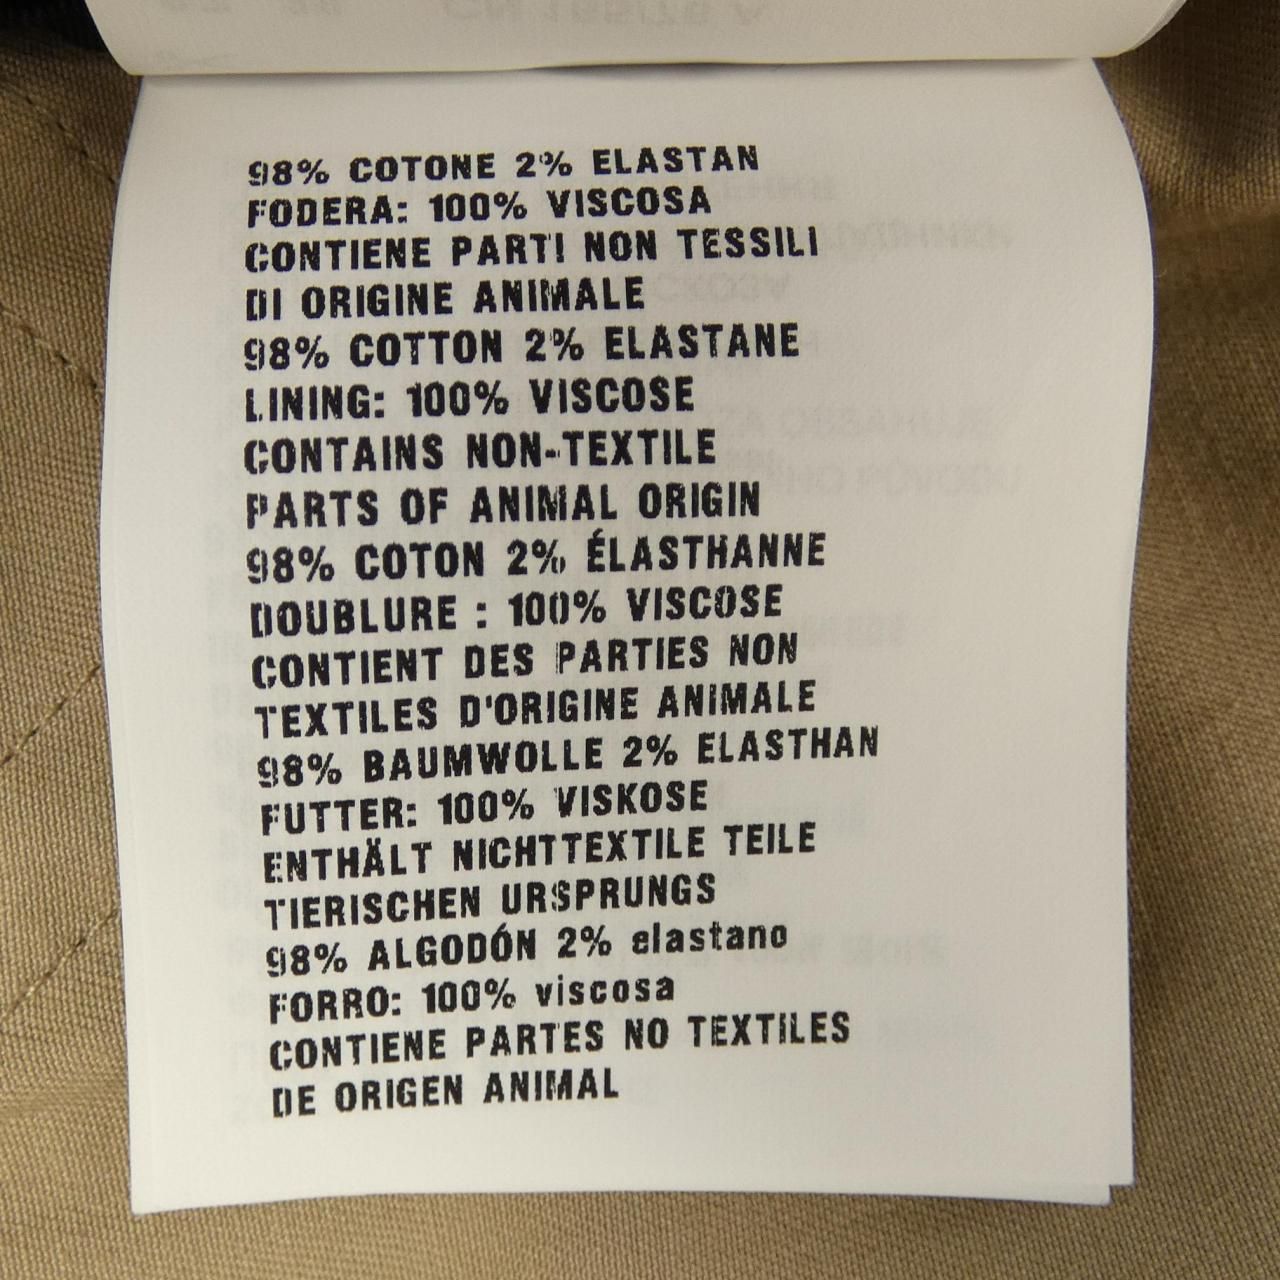 98% COTONE 2% ELASTAN
FODERA: 100% VISCOSA
CONTIENE PARTI NON TESSILI
DI ORIGINE ANIMALE
98% COTTON 2% ELASTANE
LINING: 100% VISCOSE
CONTAINS NON-TEXTILE
PARTS OF ANIMAL ORIGIN
98% COTON 2% ÉLASTHANNE
DOUBLURE : 100% VISCOSE
CONTIENT DES PARTIES NON
TEXTILES D'ORIGINE ANIMALE
98% BAUMWOLLE 2% ELASTHAN
FUTTER: 100% VISKOSE
ENTHÄLT NICHTTEXTILE TEILE
TIERISCHEN URSPRUNGS
98% ALGODÓN 2% elastano
FORRO: 100% viscosa
CONTIENE PARTES NO TEXTILES
DE ORIGEN ANIMAL